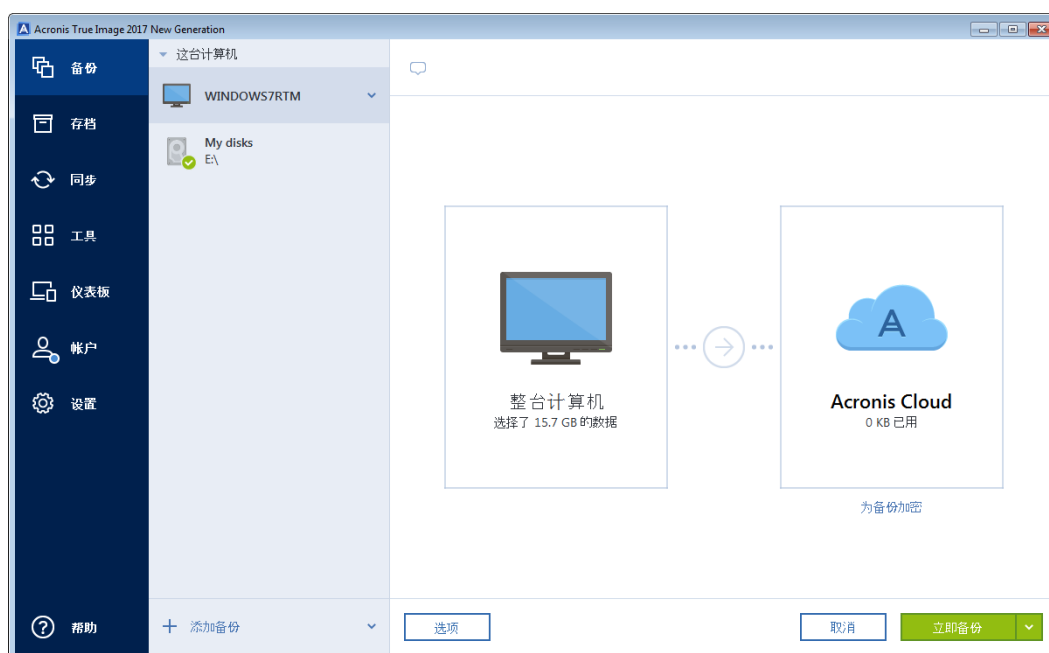 Acronis True Image 2017 New Generation
备份
存档
同步
工具
仪表板
帐户
设置
帮助
这台计算机
WINDOWS7RTM
My disks
E:\
添加备份
整台计算机
选择了 15.7 GB 的数据
Acronis Cloud
0 KB 已用
为备份加密
选项
取消
立即备份